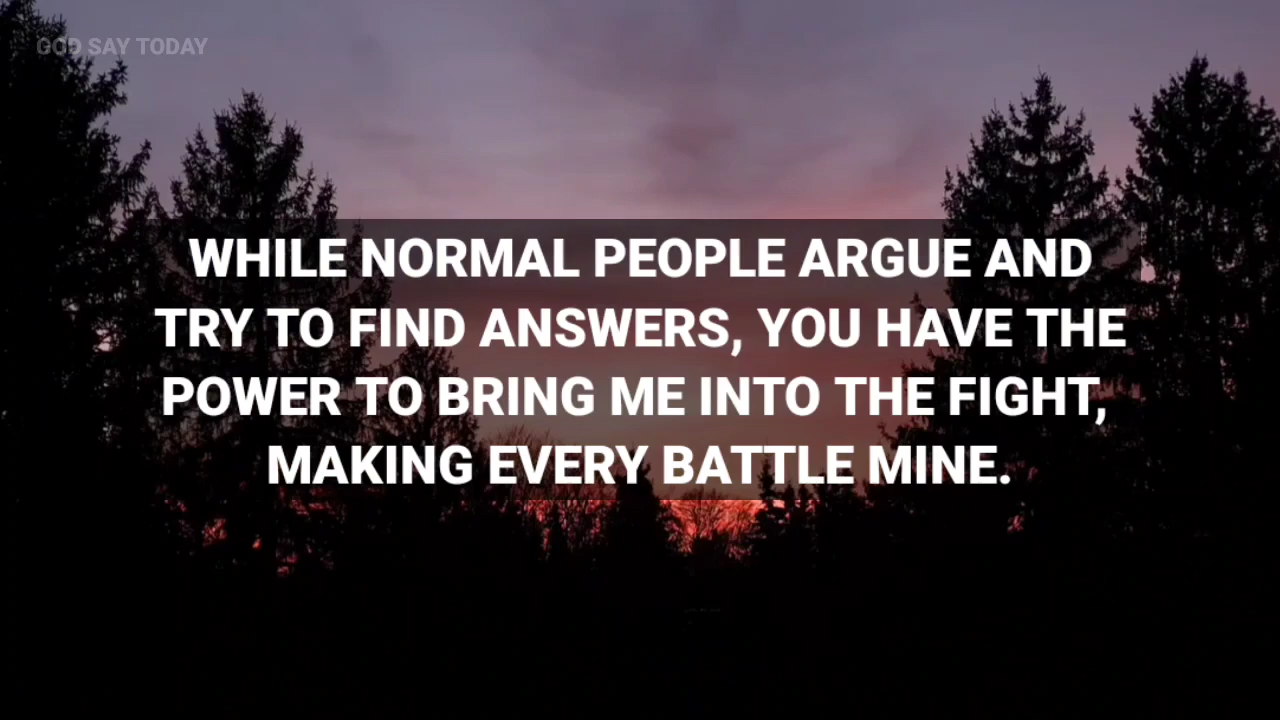 GOD SAY TODAY
WHILE NORMAL PEOPLE ARGUE AND
TRY TO FIND ANSWERS, YOU HAVE THE
POWER TO BRING ME INTO THE FIGHT,
MAKING EVERY BATTLE MINE.